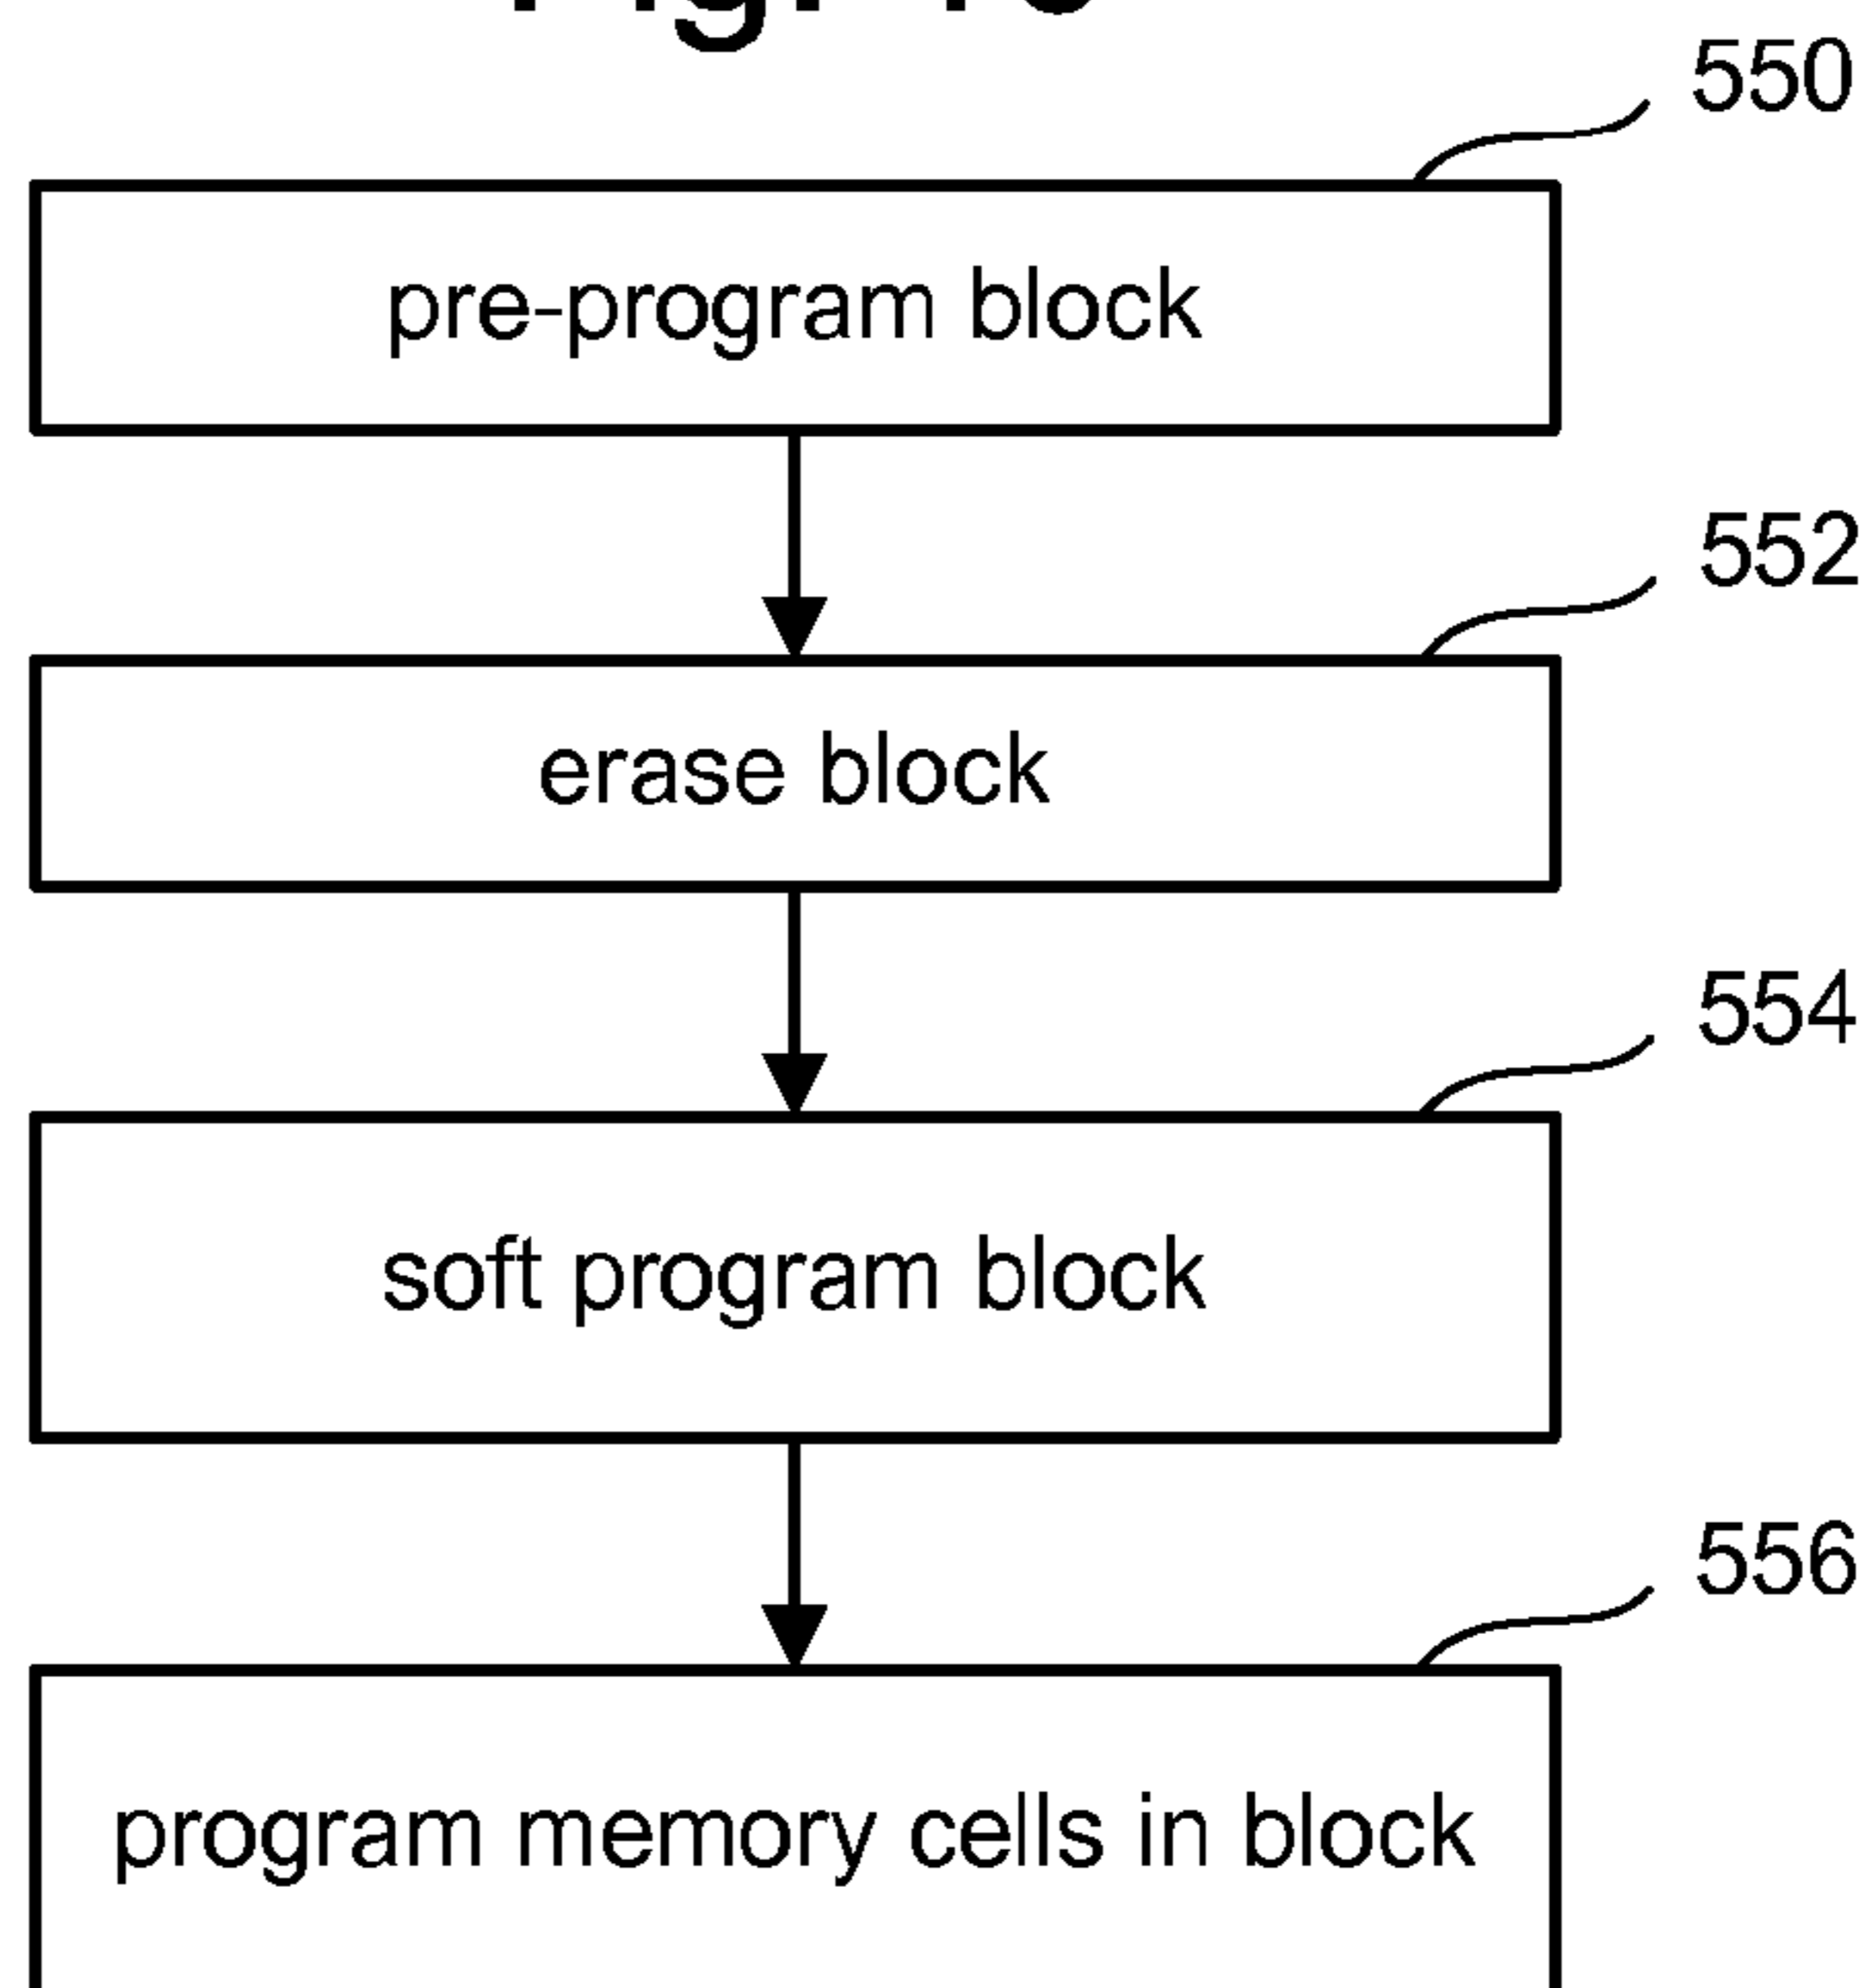 550
pre-program block
552
erase block
554
soft program block
556
program memory cells in block